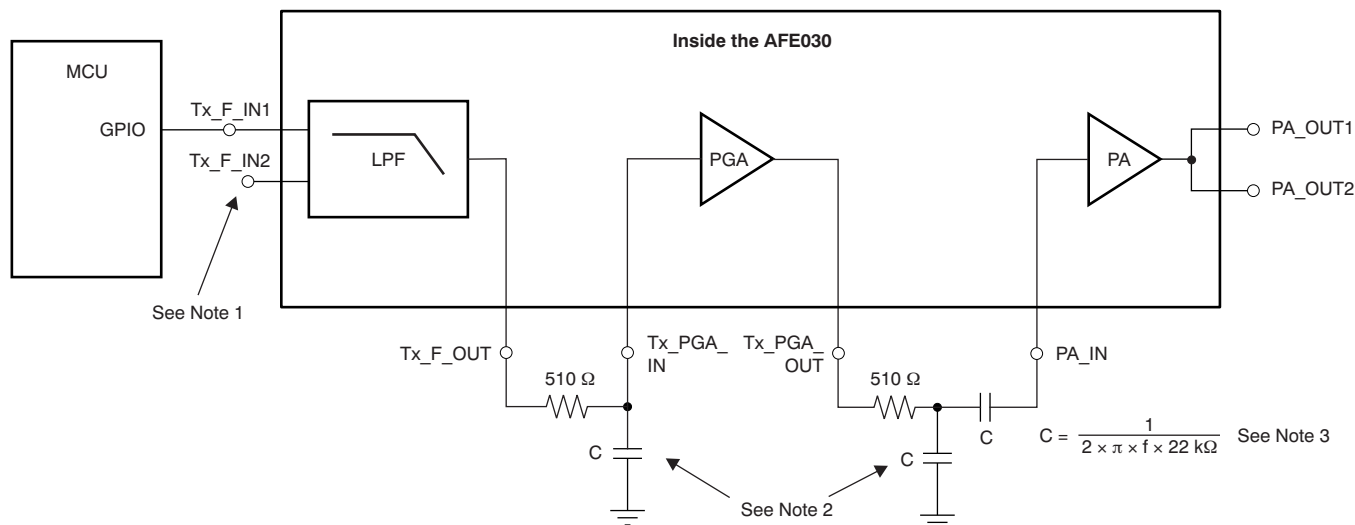 Inside the AFE030
MCU
GPIO
Tx_F_IN1
Tx_F_IN2
LPF
PGA
PA
PA_OUT1
PA_OUT2
See Note 1
Tx_F_OUT
Tx_PGA_
IN
Tx_PGA_
OUT
PA_IN
510 Ω
510 Ω
C
C
C
C = 1
2 × π × f × 22 kΩ
See Note 3
See Note 2